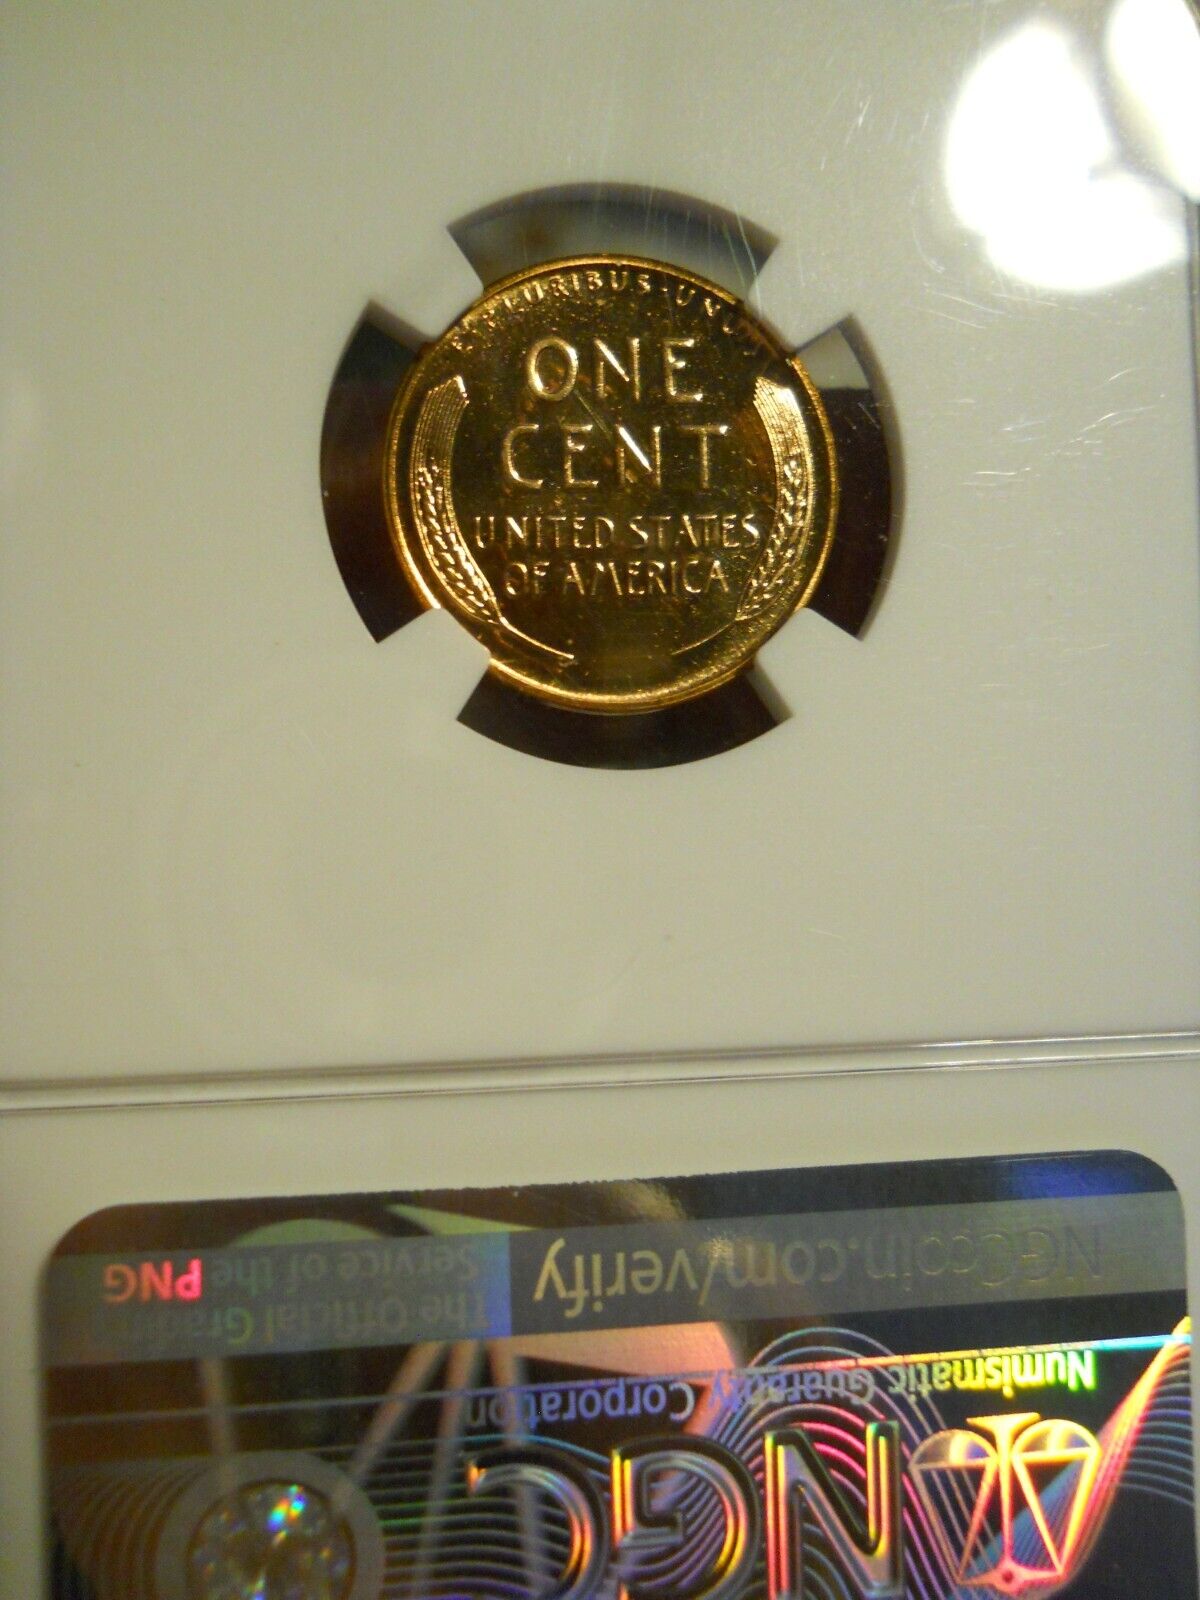 E PLURIBUS · UNUM
ONE
CENT
UNITED STATES
OF AMERICA
NGC
Numismatic Guaranty Corporation
NGCcoin.com/verify
The Official Grading
Service of the PNG